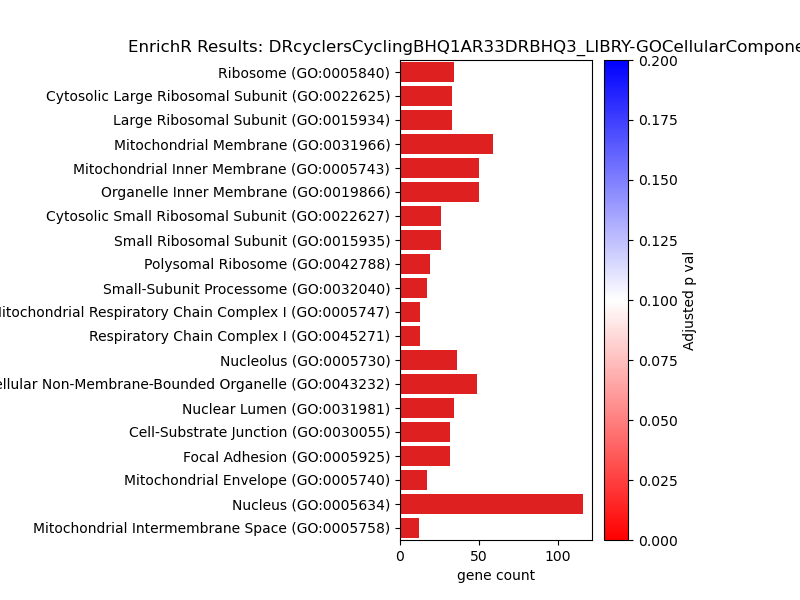 EnrichR Results: DRcyclersCyclingBHQ1AR33DRBHQ3_LIBRY-GOCellularCompone
Ribosome (GO:0005840)
Cytosolic Large Ribosomal Subunit (GO:0022625)
Large Ribosomal Subunit (GO:0015934)
Mitochondrial Membrane (GO:0031966)
Mitochondrial Inner Membrane (GO:0005743)
Organelle Inner Membrane (GO:0019866)
Cytosolic Small Ribosomal Subunit (GO:0022627)
Small Ribosomal Subunit (GO:0015935)
Polysomal Ribosome (GO:0042788)
Small-Subunit Processome (GO:0032040)
itochondrial Respiratory Chain Complex I (GO:0005747)
Respiratory Chain Complex I (GO:0045271)
Nucleolus (GO:0005730)
ellular Non-Membrane-Bounded Organelle (GO:0043232)
Nuclear Lumen (GO:0031981)
Cell-Substrate Junction (GO:0030055)
Focal Adhesion (GO:0005925)
Mitochondrial Envelope (GO:0005740)
Nucleus (GO:0005634)
Mitochondrial Intermembrane Space (GO:0005758)
0 50 100
gene count
0.200
0.175
0.150
0.125
0.100
0.075
0.050
0.025
0.000
Adjusted p val